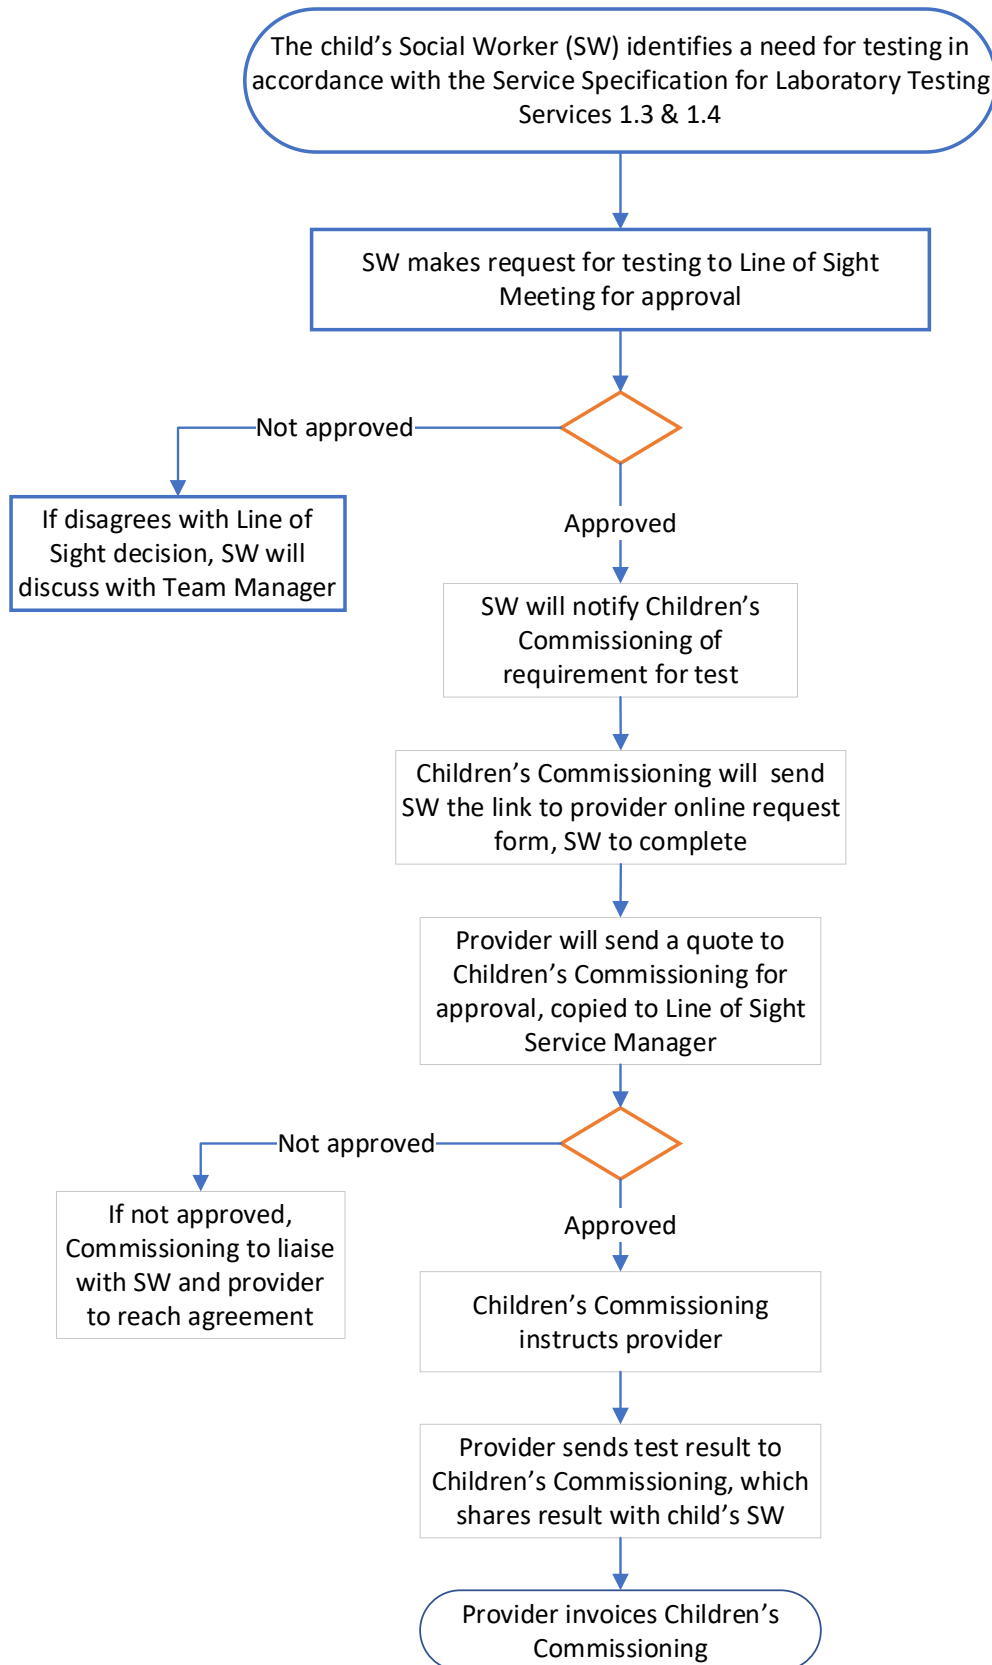 The child’s Social Worker (SW) identifies a need for testing in
accordance with the Service Specification for Laboratory Testing
Services 1.3 & 1.4
SW makes request for testing to Line of Sight
Meeting for approval
Not approved
If disagrees with Line of
Sight decision, SW will
discuss with Team Manager
Approved
SW will notify Children’s
Commissioning of
requirement for test
Children’s Commissioning will  send
SW the link to provider online request
form, SW to complete
Provider will send a quote to
Children’s Commissioning for
approval, copied to Line of Sight
Service Manager
Not approved
If not approved,
Commissioning to liaise
with SW and provider
to reach agreement
Approved
Children’s Commissioning
instructs provider
Provider sends test result to
Children’s Commissioning, which
shares result with child’s SW
Provider invoices Children’s
Commissioning